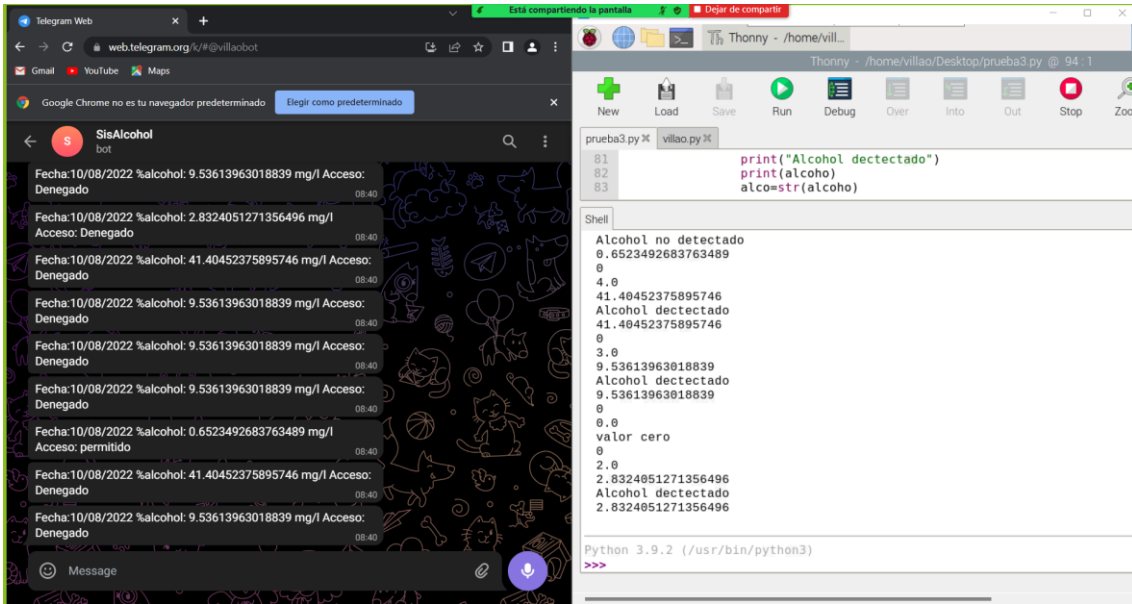 Telegram Web
Está compartiendo la pantalla
Dejar de compartir
web.telegram.org/k/#@villaobot
Gmail
YouTube
Maps
Google Chrome no es tu navegador predeterminado
Elegir como predeterminado
S
SisAlcohol
bot
Fecha:10/08/2022 %alcohol: 9.53613963018839 mg/l Acceso:
Denegado
08:40
Fecha:10/08/2022 %alcohol: 2.8324051271356496 mg/l
Acceso: Denegado
08:40
Fecha:10/08/2022 %alcohol: 41.40452375895746 mg/l Acceso:
Denegado
08:40
Fecha:10/08/2022 %alcohol: 9.53613963018839 mg/l Acceso:
Denegado
08:40
Fecha:10/08/2022 %alcohol: 9.53613963018839 mg/l Acceso:
Denegado
08:40
Fecha:10/08/2022 %alcohol: 9.53613963018839 mg/l Acceso:
Denegado
08:40
Fecha:10/08/2022 %alcohol: 0.6523492683763489 mg/l
Acceso: permitido
08:40
Fecha:10/08/2022 %alcohol: 41.40452375895746 mg/l Acceso:
Denegado
08:40
Fecha:10/08/2022 %alcohol: 9.53613963018839 mg/l Acceso:
Denegado
08:40
Message
Th Thonny - /home/vill...
Thonny - /home/villao/Desktop/prueba3.py @ 94:1
New Load Save Run Debug Over Into Out Stop
prueba3.py villao.py
81 print("Alcohol dectectado")
82 print(alcoho)
83 alco=str(alcoho)
Shell
Alcohol no detectado
0.6523492683763489
0
4.0
41.40452375895746
Alcohol dectectado
41.40452375895746
0
3.0
9.53613963018839
Alcohol dectectado
9.53613963018839
0
0.0
valor cero
0
2.0
2.8324051271356496
Alcohol dectectado
2.8324051271356496
Python 3.9.2 (/usr/bin/python3)
>>>